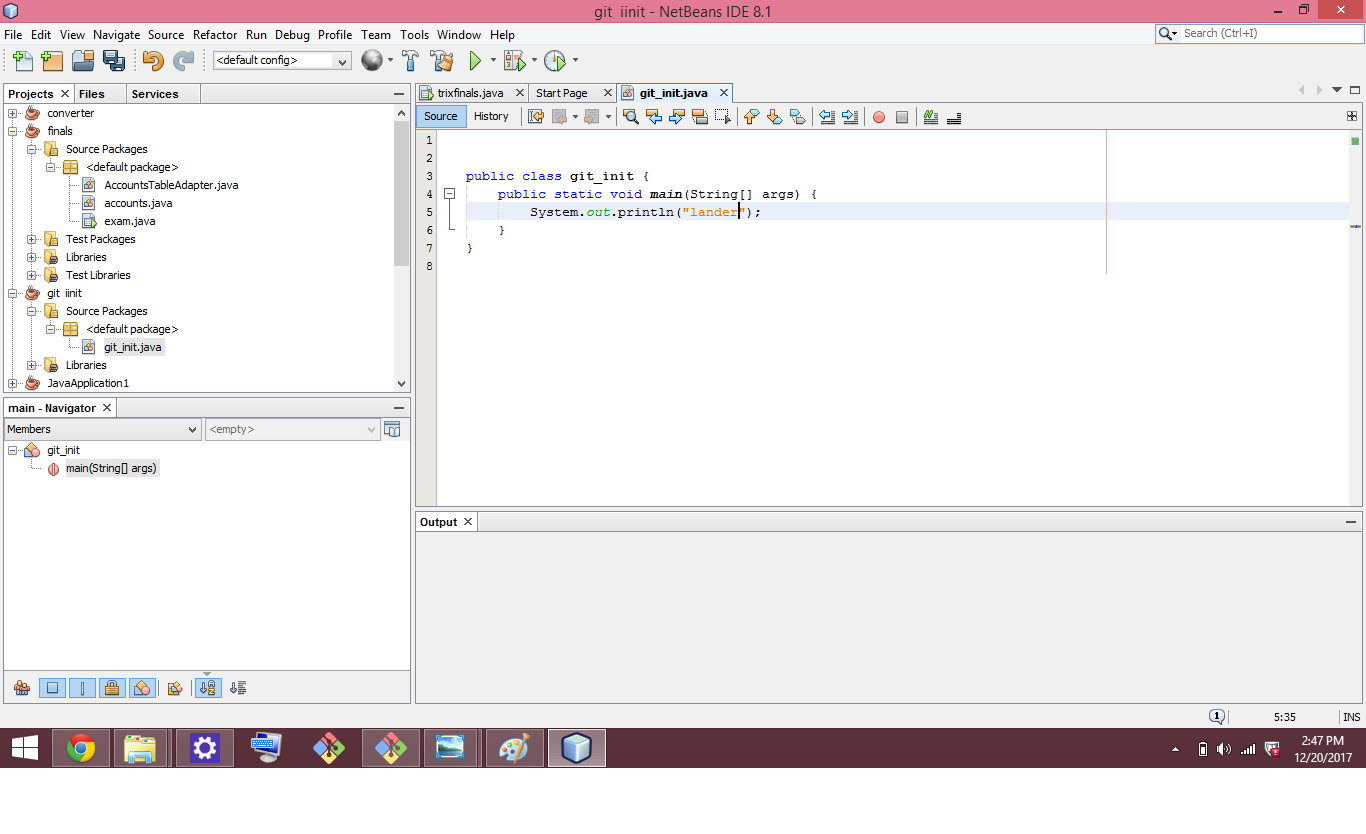 git iinit - NetBeans IDE 8.1
File Edit View Navigate Source Refactor Run Debug Profile Team Tools Window Help
Search (Ctrl+I)
<default config>
Projects Files Services
converter
finals
Source Packages
<default package>
AccountsTableAdapter.java
accounts.java
exam.java
Test Packages
Libraries
Test Libraries
git iinit
Source Packages
<default package>
git_init.java
Libraries
JavaApplication1
main - Navigator
Members <empty>
git_init
main(String[] args)
trixfinals.java Start Page git_init.java
Source History
1
2
3 public class git_init {
4 public static void main(String[] args) {
5 System.out.println("lander");
6 }
7 }
8
Output
1 5:35 INS
2:47 PM
12/20/2017